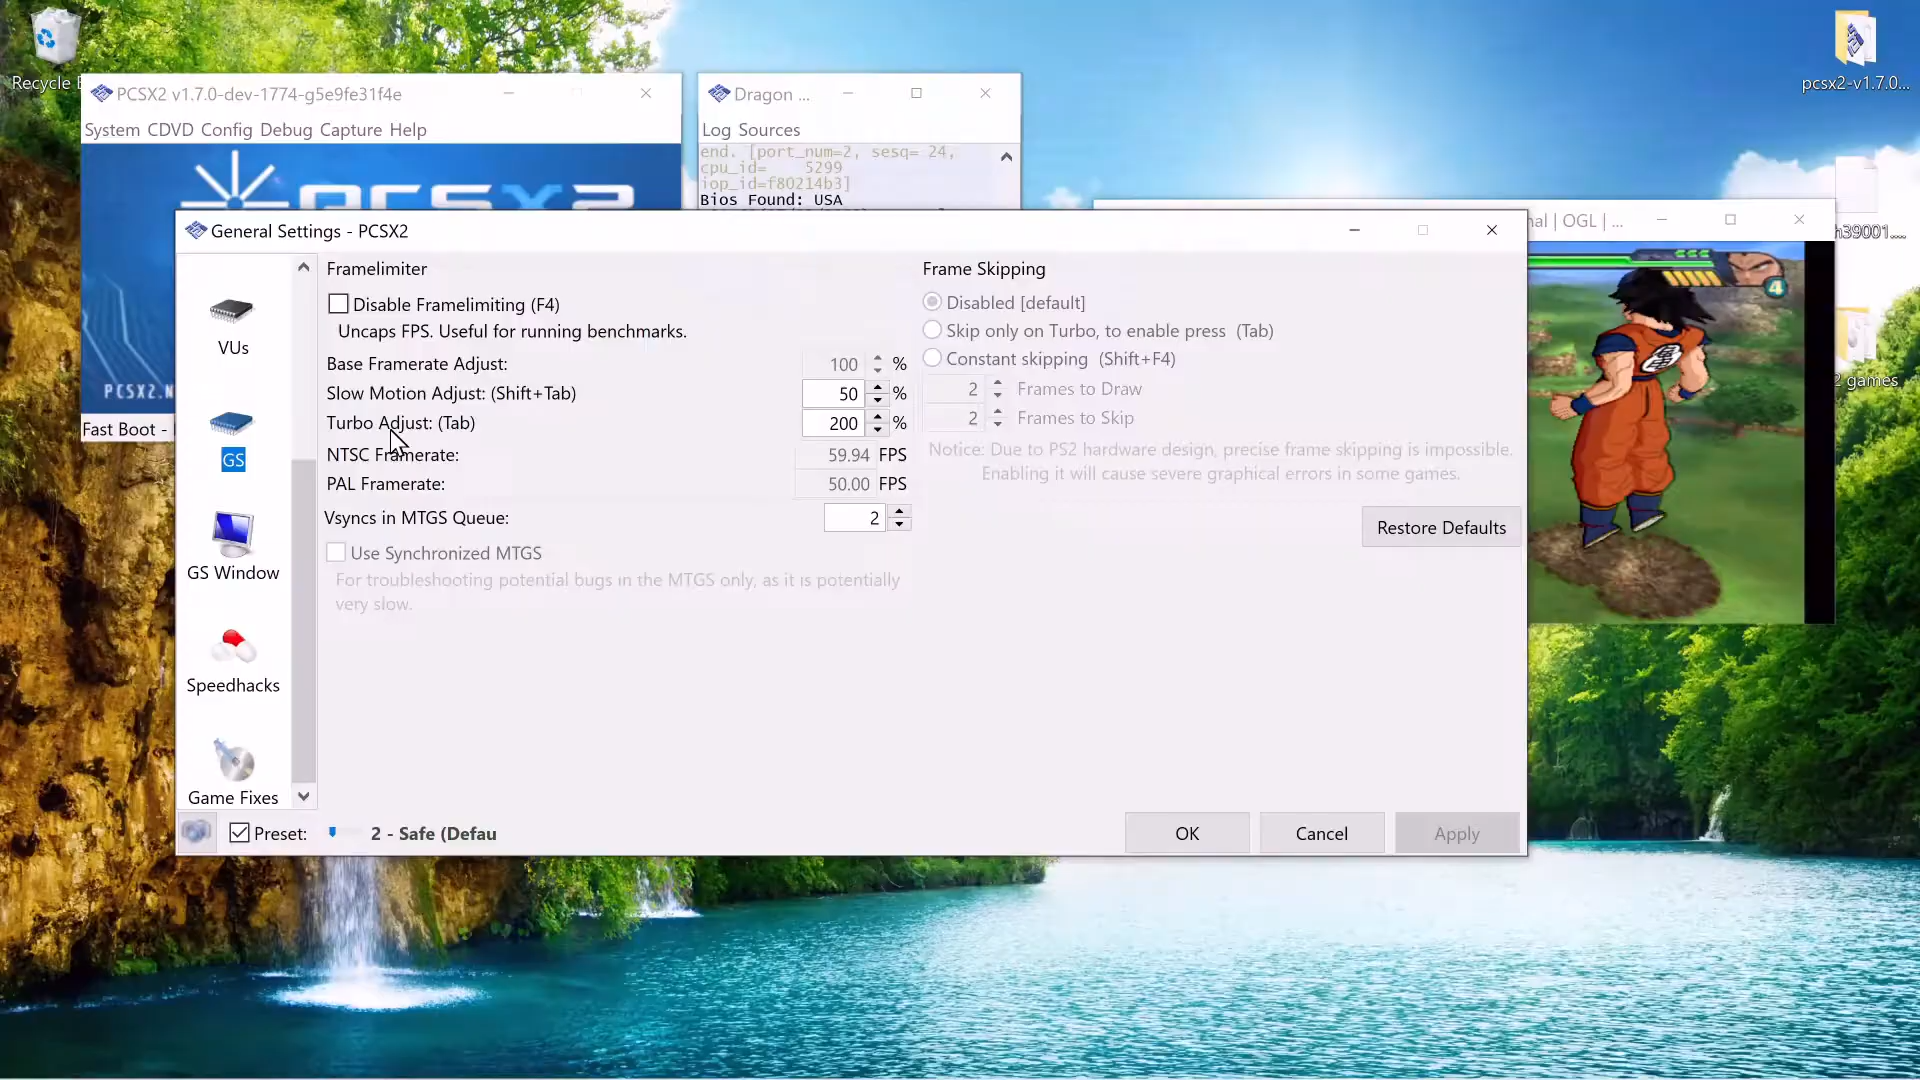 Recycle
PCSX2 v1.7.0-dev-1774-g5e9fe31f4e
System CDVD Config Debug Capture Help
PCSX2
PCSX2.N
Fast Boot -
Dragon ...
Log Sources
end. [port_num=2, sesq= 24,
cpu_id= 5299
iop_id=f80214b3]
Bios Found: USA
pcsx2-v1.7.0...
h39001....
2 games
al | OGL | ...
4
General Settings - PCSX2
VUs
GS
GS Window
Speedhacks
Game Fixes
Framelimiter
Disable Framelimiting (F4)
Uncaps FPS. Useful for running benchmarks.
Base Framerate Adjust: 100 %
Slow Motion Adjust: (Shift+Tab) 50 %
Turbo Adjust: (Tab) 200 %
NTSC Framerate: 59.94 FPS
PAL Framerate: 50.00 FPS
Vsyncs in MTGS Queue: 2
Use Synchronized MTGS
For troubleshooting potential bugs in the MTGS only, as it is potentially
very slow.
Frame Skipping
Disabled [default]
Skip only on Turbo, to enable press (Tab)
Constant skipping (Shift+F4)
2 Frames to Draw
2 Frames to Skip
Notice: Due to PS2 hardware design, precise frame skipping is impossible.
Enabling it will cause severe graphical errors in some games.
Restore Defaults
Preset: 2 - Safe (Defau
OK
Cancel
Apply